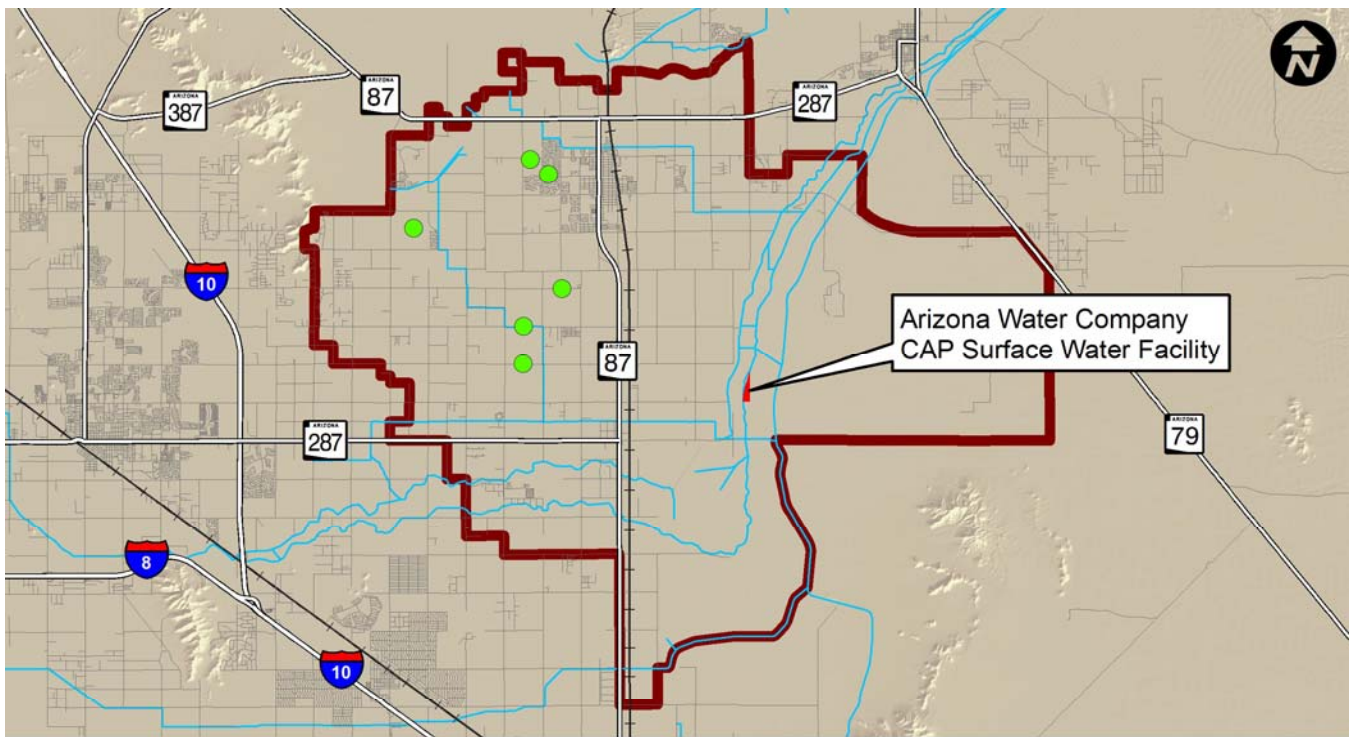 N
ARIZONA
387
ARIZONA
87
ARIZONA
287
10
Arizona Water Company
CAP Surface Water Facility
ARIZONA
87
ARIZONA
287
ARIZONA
79
8
10